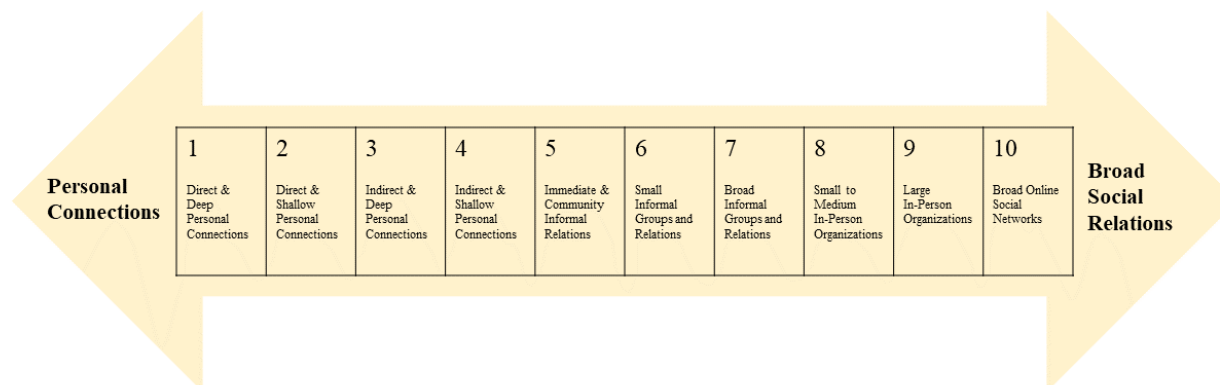 Personal
Connections
1
Direct &
Deep
Personal
Connections
2
Direct &
Shallow
Personal
Connections
3
Indirect &
Deep
Personal
Connections
4
Indirect &
Shallow
Personal
Connections
5
Immediate &
Community
Informal
Relations
6
Small
Informal
Groups and
Relations
7
Broad
Informal
Groups and
Relations
8
Small to
Medium
In-Person
Organizations
9
Large
In-Person
Organizations
10
Broad Online
Social
Networks
Broad
Social
Relations